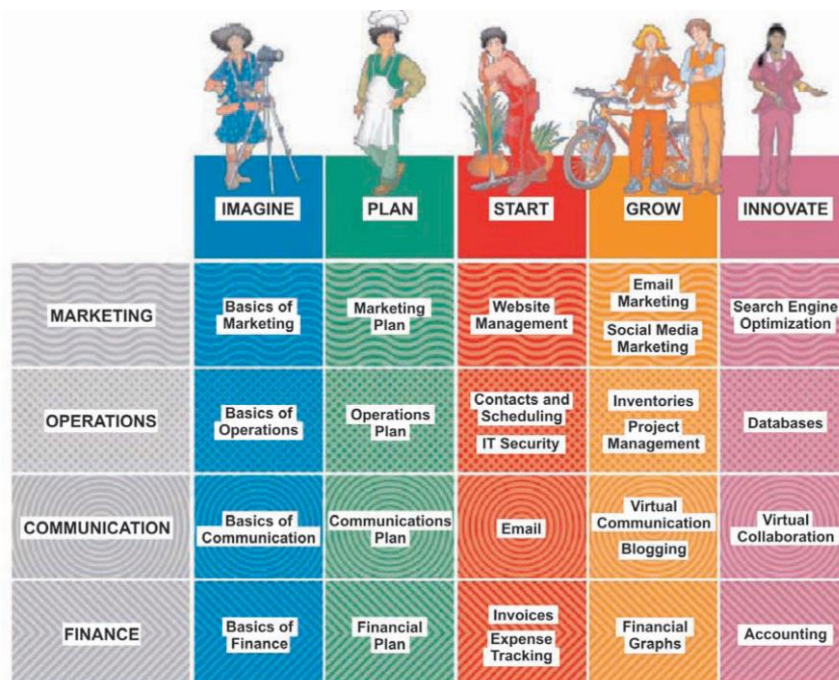 IMAGINE
PLAN
START
GROW
INNOVATE
MARKETING
Basics of
Marketing
Marketing
Plan
Website
Management
Email
Marketing
Social Media
Marketing
Search Engine
Optimization
OPERATIONS
Basics of
Operations
Operations
Plan
Contacts and
Scheduling
IT Security
Inventories
Project
Management
Databases
COMMUNICATION
Basics of
Communication
Communications
Plan
Email
Virtual
Communication
Blogging
Virtual
Collaboration
FINANCE
Basics of
Finance
Financial
Plan
Invoices
Expense
Tracking
Financial
Graphs
Accounting